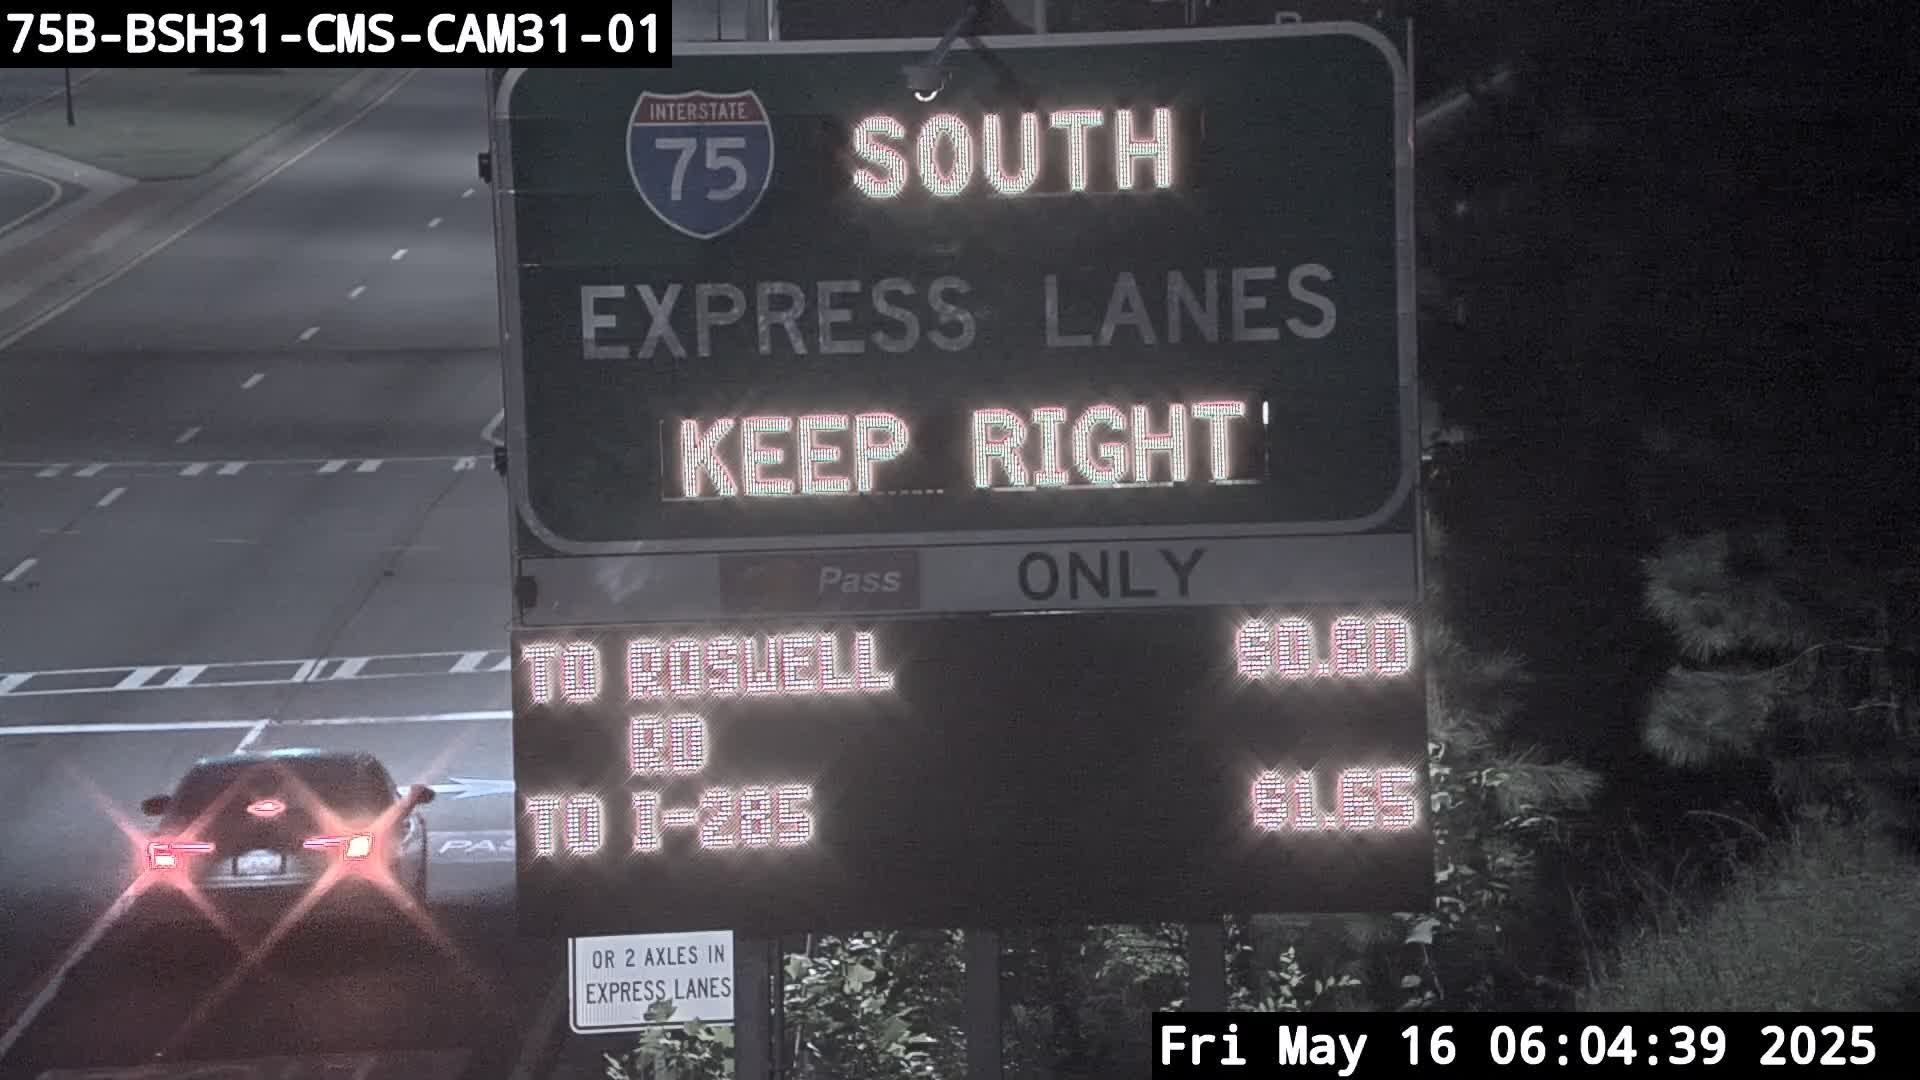 75B-BSH31-CMS-CAM31-01
INTERSTATE
75
SOUTH
EXPRESS LANES
KEEP RIGHT
Pass ONLY
TO ROSWELL $0.80
RD
TO I-285 $1.65
OR 2 AXLES IN
EXPRESS LANES
Fri May 16 06:04:39 2025